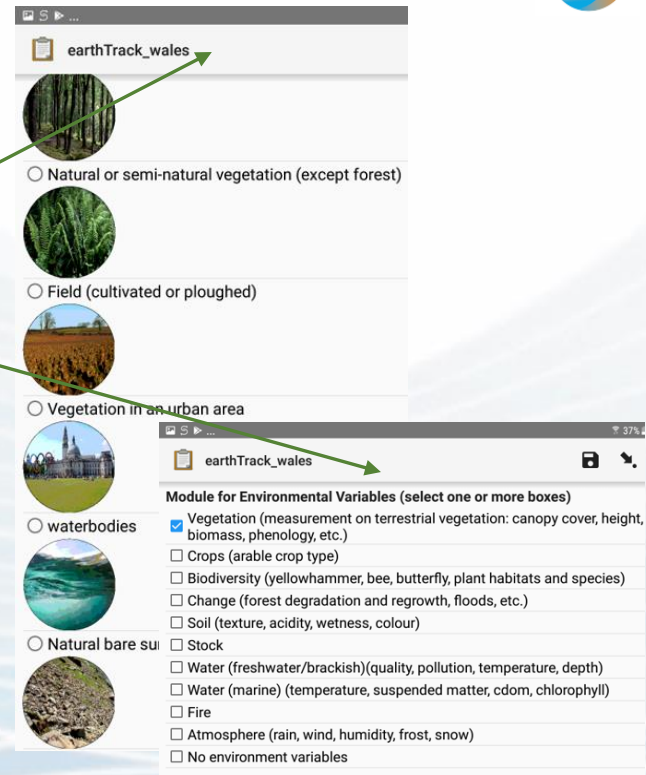 earthTrack_wales
Natural or semi-natural vegetation (except forest)
Field (cultivated or ploughed)
Vegetation in an urban area
waterbodies
Natural bare su
37%
earthTrack_wales
Module for Environmental Variables (select one or more boxes)
Vegetation (measurement on terrestrial vegetation: canopy cover, height,
biomass, phenology, etc.)
Crops (arable crop type)
Biodiversity (yellowhammer, bee, butterfly, plant habitats and species)
Change (forest degradation and regrowth, floods, etc.)
Soil (texture, acidity, wetness, colour)
Stock
Water (freshwater/brackish)(quality, pollution, temperature, depth)
Water (marine) (temperature, suspended matter, cdom, chlorophyll)
Fire
Atmosphere (rain, wind, humidity, frost, snow)
No environment variables